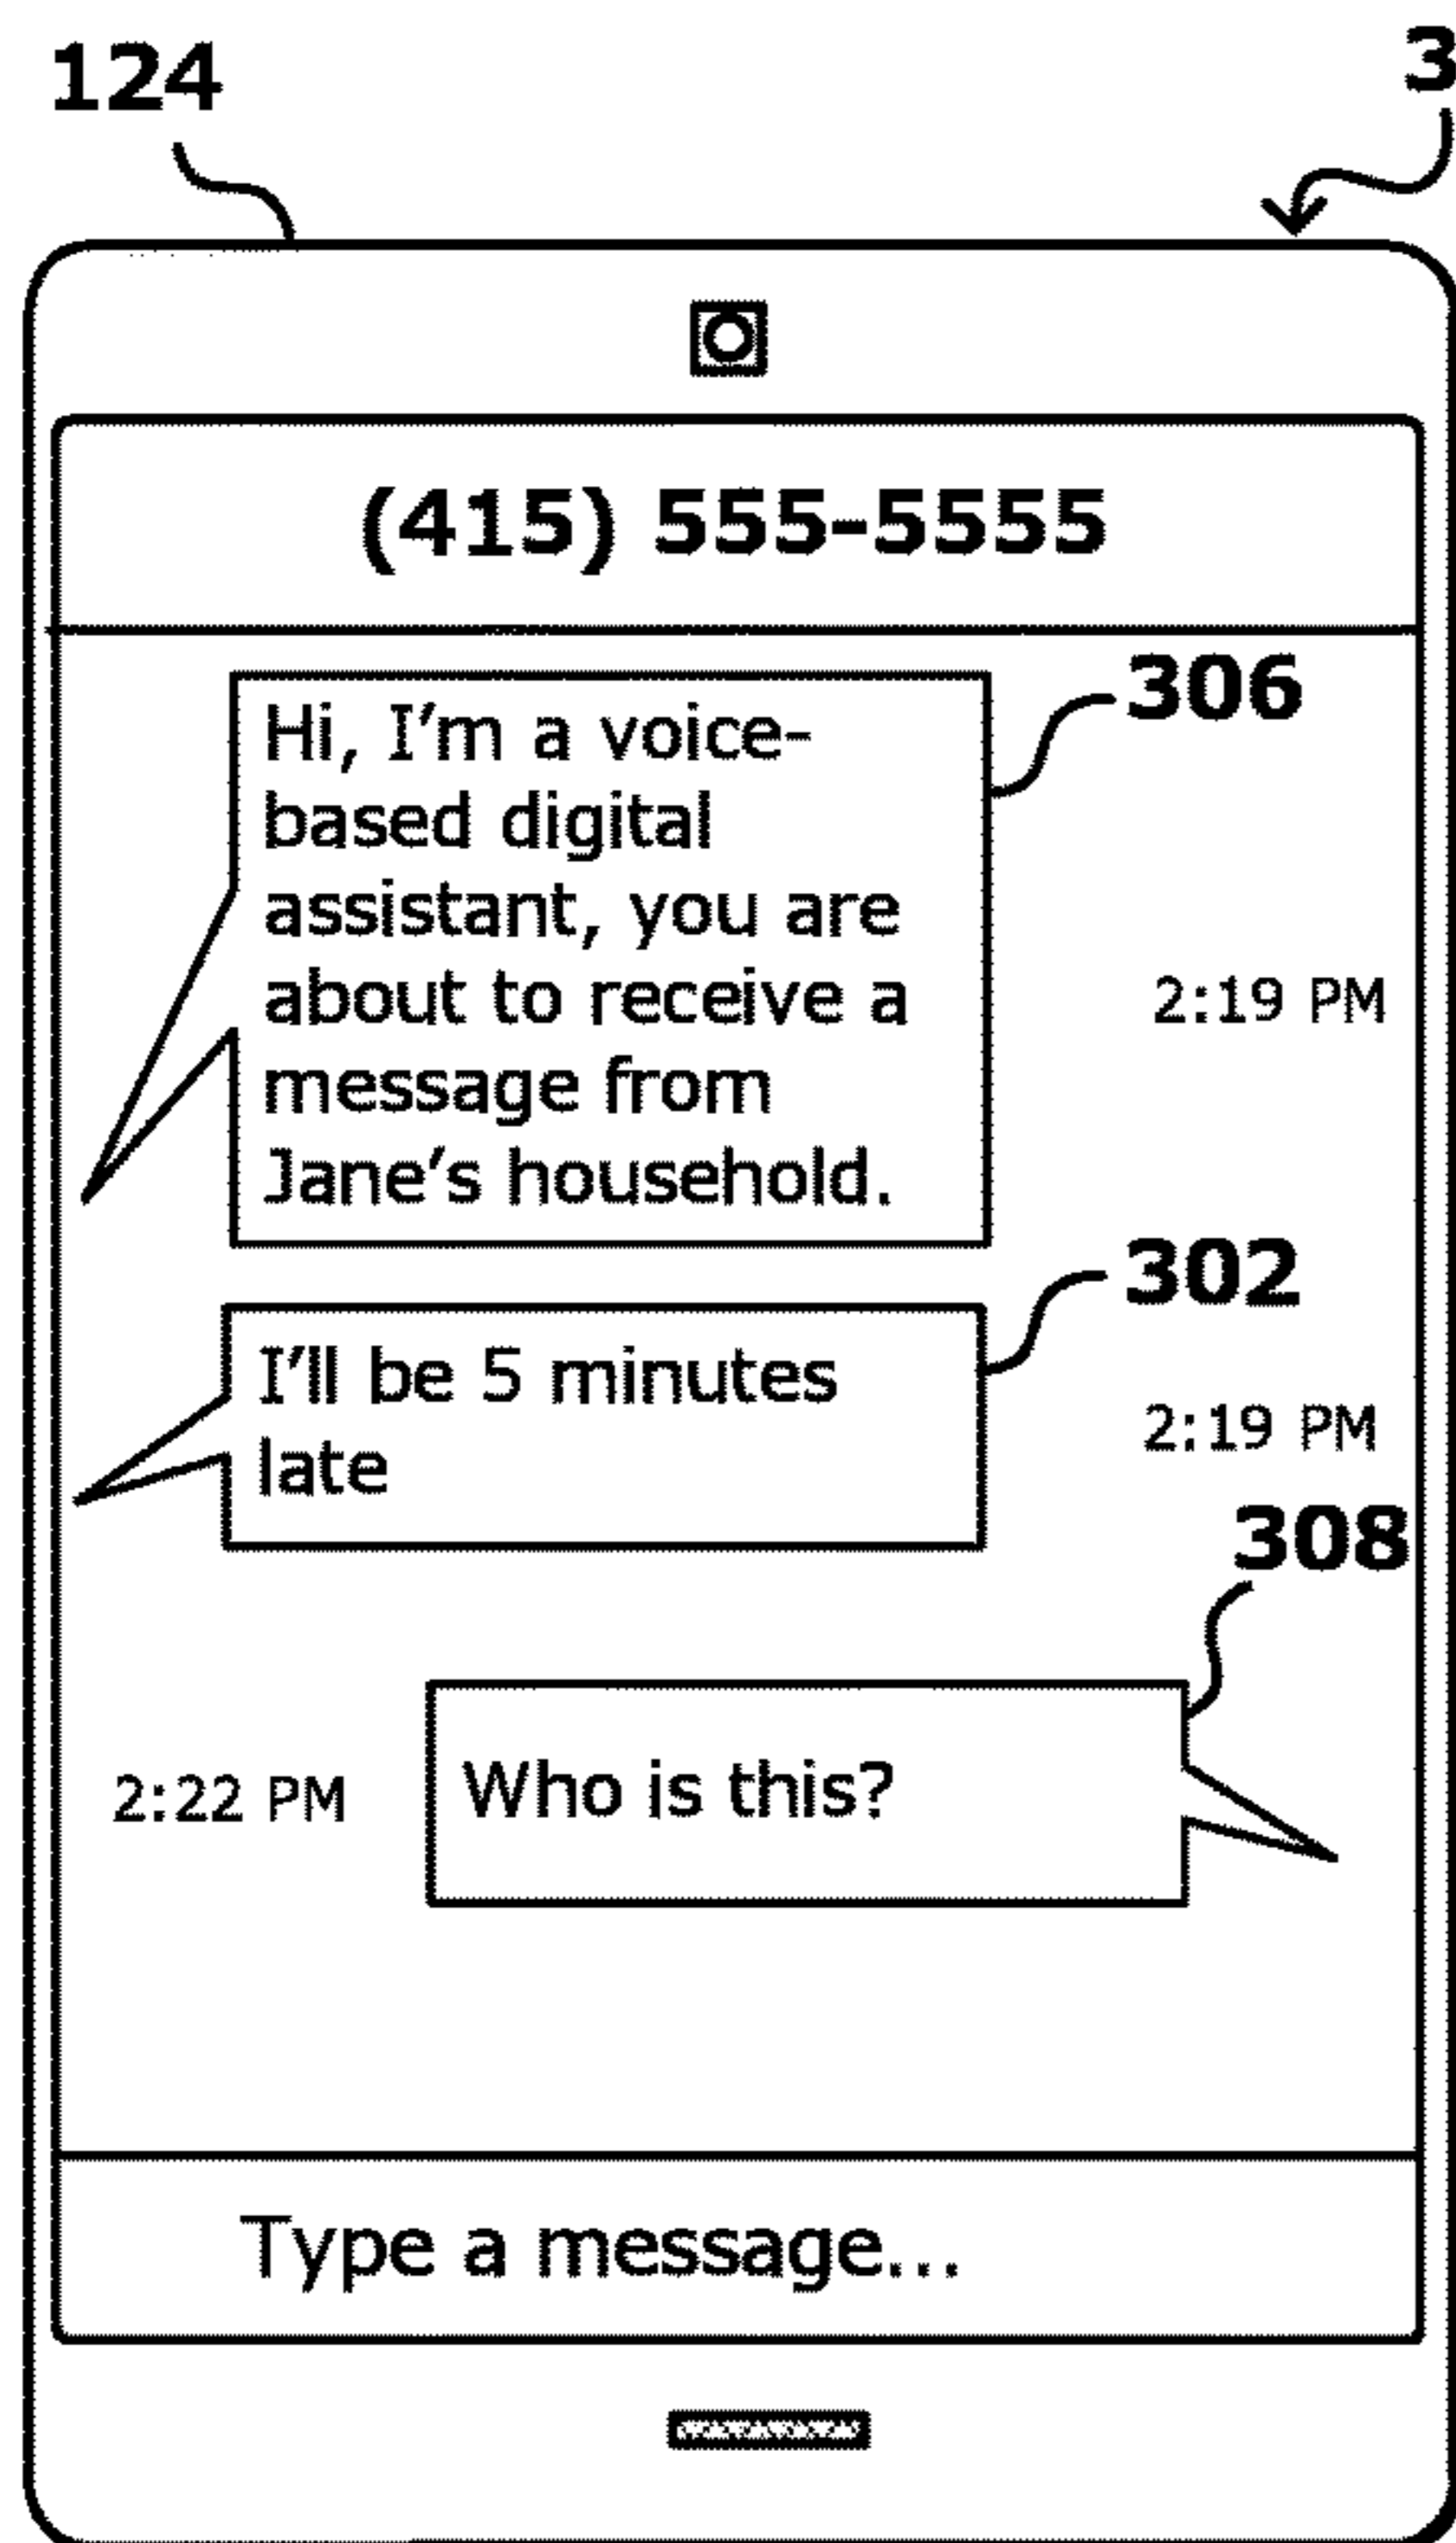 124
3
(415) 555-5555
306
Hi, I'm a voice-
based digital
assistant, you are
about to receive a
message from
Jane's household.
2:19 PM
302
I'll be 5 minutes
late
2:19 PM
308
2:22 PM
Who is this?
Type a message...